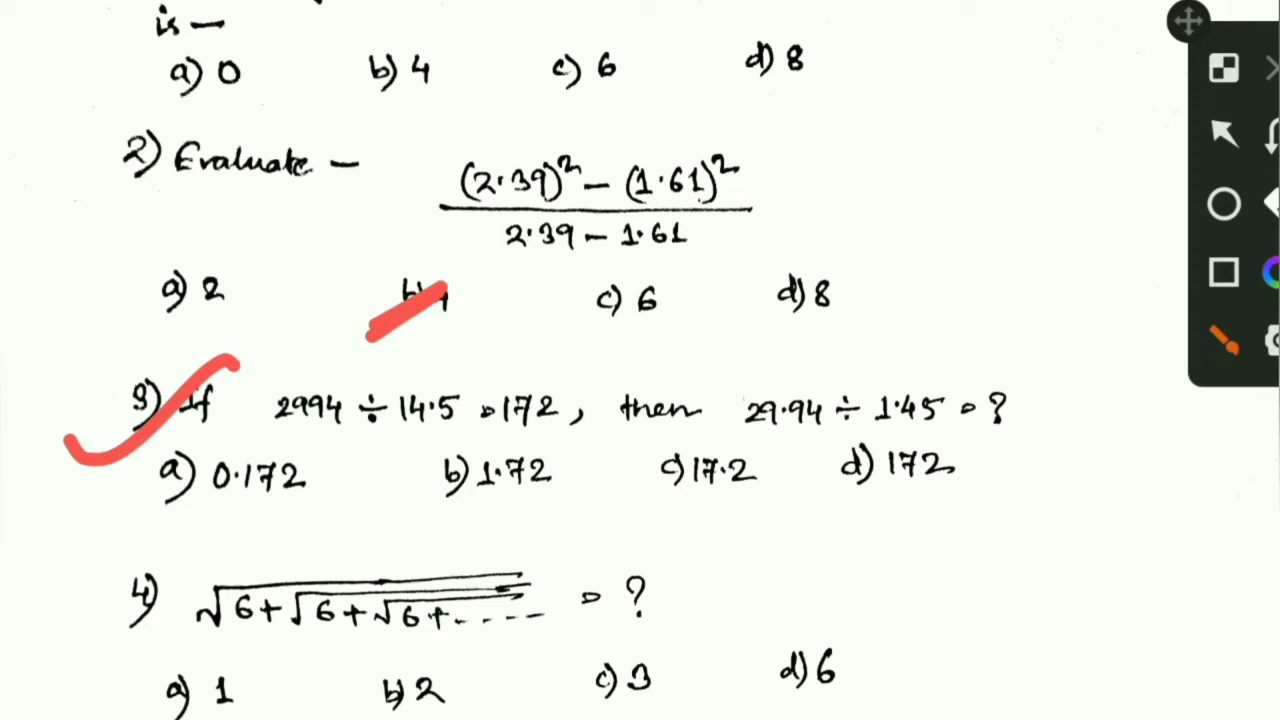 is —
a) 0 b) 4 c) 6 d) 8
2) Evaluate —
(2.39)² − (1.61)²
2.39 − 1.61
a) 2 b) c) 6 d) 8
3) If 2994 ÷ 14.5 = 172, then 29.94 ÷ 1.45 = ?
a) 0.172 b) 1.72 c) 17.2 d) 172
4) √6+√6+√6+..... = ?
a) 1 b) 2 c) 3 d) 6